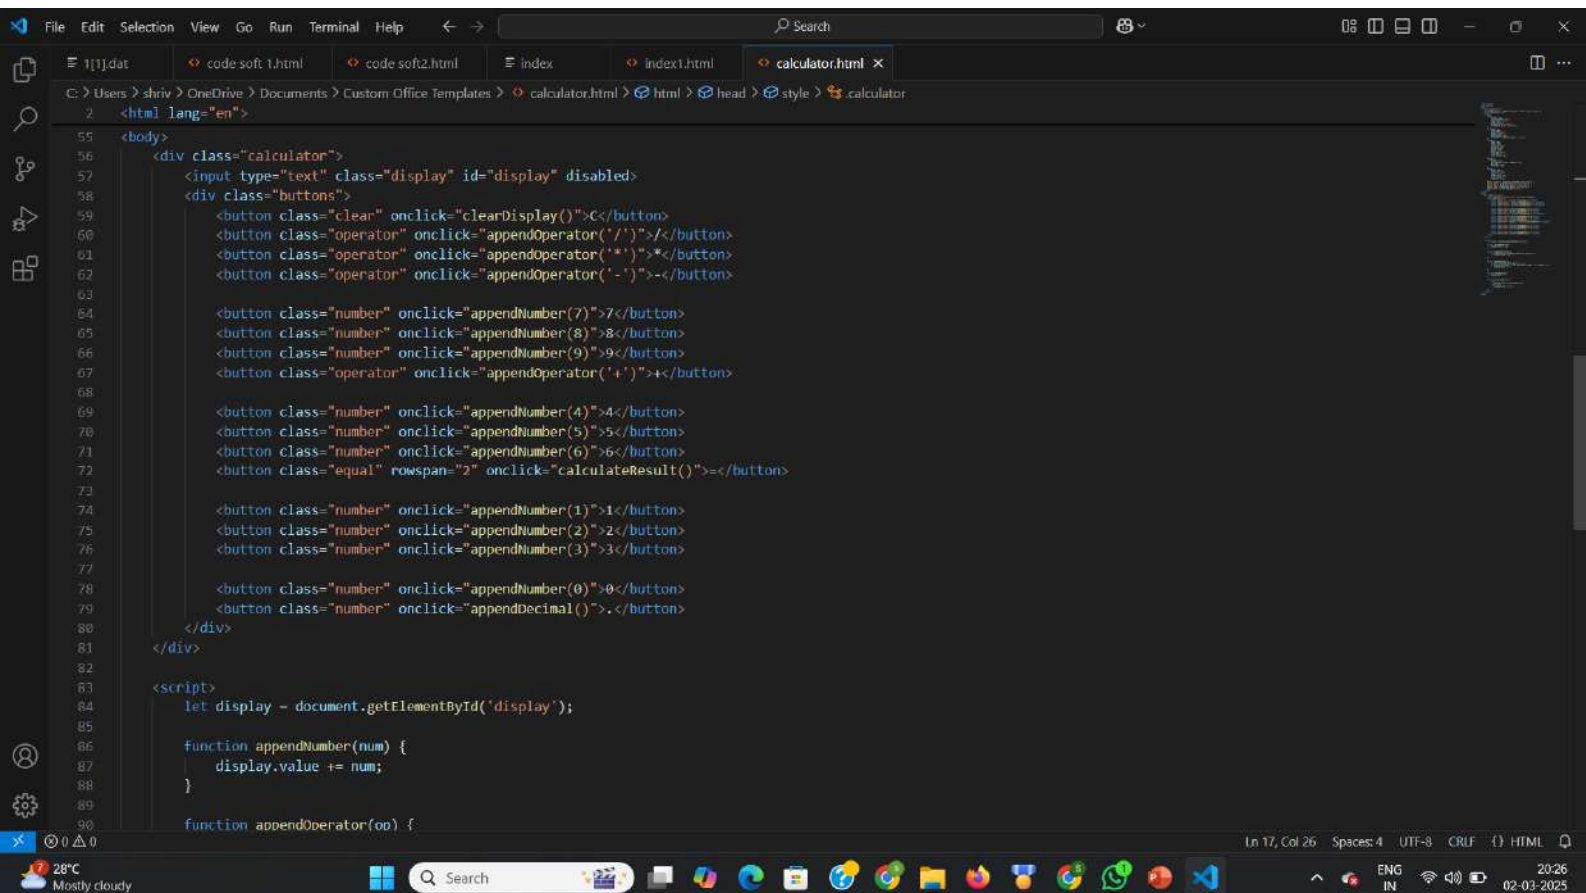 File Edit Selection View Go Run Terminal Help Search
1[1].dat code soft 1.html code soft2.html index index1.html calculator.html
C: > Users > shriv > OneDrive > Documents > Custom Office Templates > calculator.html > html > head > style > .calculator
2 <html lang="en">
55 <body>
56 <div class="calculator">
57 <input type="text" class="display" id="display" disabled>
58 <div class="buttons">
59 <button class="clear" onclick="clearDisplay()">C</button>
60 <button class="operator" onclick="appendOperator('/')">/</button>
61 <button class="operator" onclick="appendOperator('*')">*</button>
62 <button class="operator" onclick="appendOperator('-')">-</button>
63
64 <button class="number" onclick="appendNumber(7)">7</button>
65 <button class="number" onclick="appendNumber(8)">8</button>
66 <button class="number" onclick="appendNumber(9)">9</button>
67 <button class="operator" onclick="appendOperator('+')">+</button>
68
69 <button class="number" onclick="appendNumber(4)">4</button>
70 <button class="number" onclick="appendNumber(5)">5</button>
71 <button class="number" onclick="appendNumber(6)">6</button>
72 <button class="equal" rowspan="2" onclick="calculateResult()">=</button>
73
74 <button class="number" onclick="appendNumber(1)">1</button>
75 <button class="number" onclick="appendNumber(2)">2</button>
76 <button class="number" onclick="appendNumber(3)">3</button>
77
78 <button class="number" onclick="appendNumber(0)">0</button>
79 <button class="number" onclick="appendDecimal()">.</button>
80 </div>
81 </div>
82
83 <script>
84 let display = document.getElementById('display');
85
86 function appendNumber(num) {
87 display.value += num;
88 }
89
90 function appendOperator(op) {
0 0 Ln 17, Col 26 Spaces: 4 UTF-8 CRLF {} HTML
7 28°C Search ENG 20:26
Mostly cloudy IN 02-03-2025